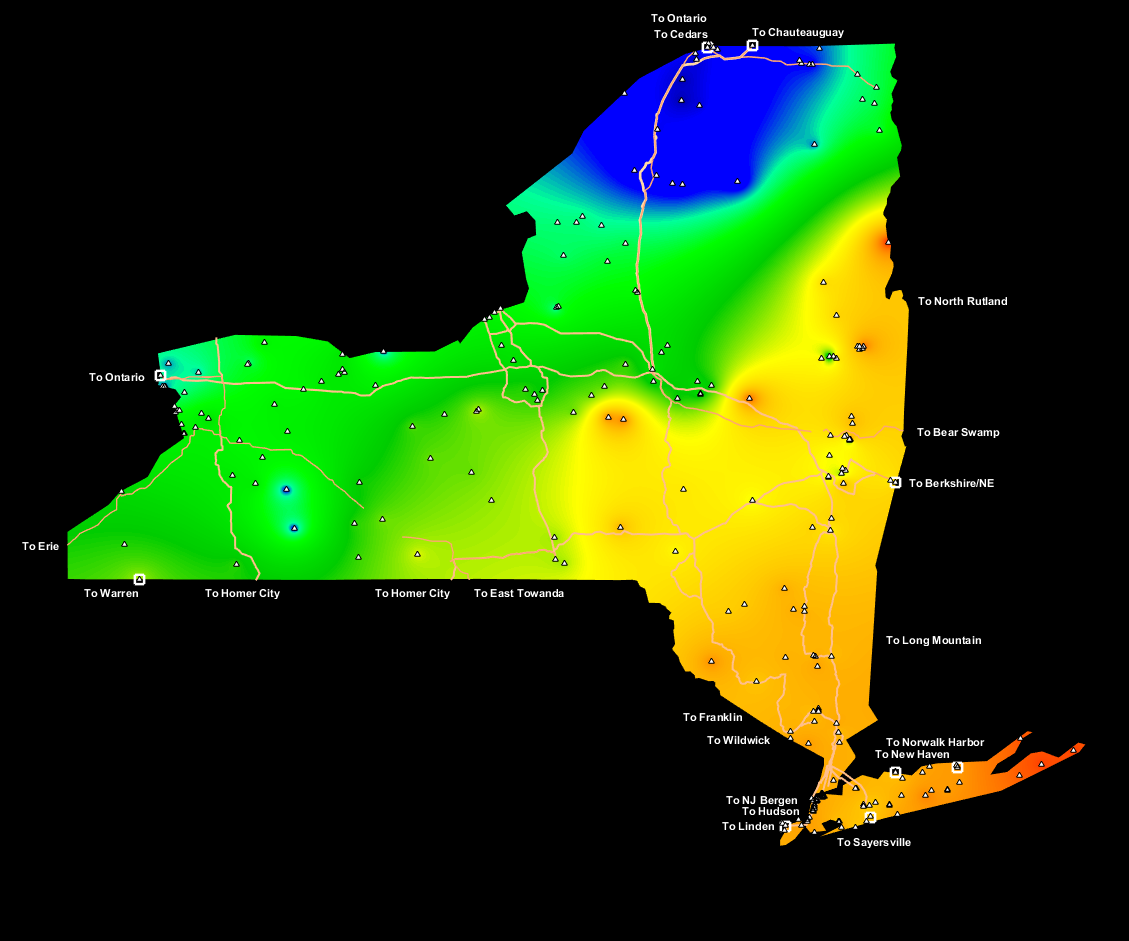 To Ontario
To Cedars
To Chauteauguay
To North Rutland
To Ontario
To Bear Swamp
To Berkshire/NE
To Erie
To Warren
To Homer City
To Homer City
To East Towanda
To Long Mountain
To Franklin
To Wildwick
To Norwalk Harbor
To New Haven
To NJ Bergen
To Hudson
To Linden
To Sayersville